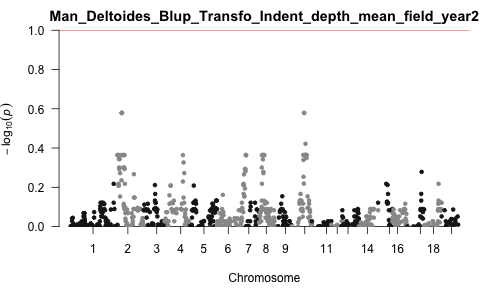 Man_Deltoides_Blup_Transfo_Indent_depth_mean_field_year2
1.0
0.8
0.6
0.4
0.2
0.0
− log10(p)
1 2 3 4 5 6 7 8 9 11 14 16 18
Chromosome